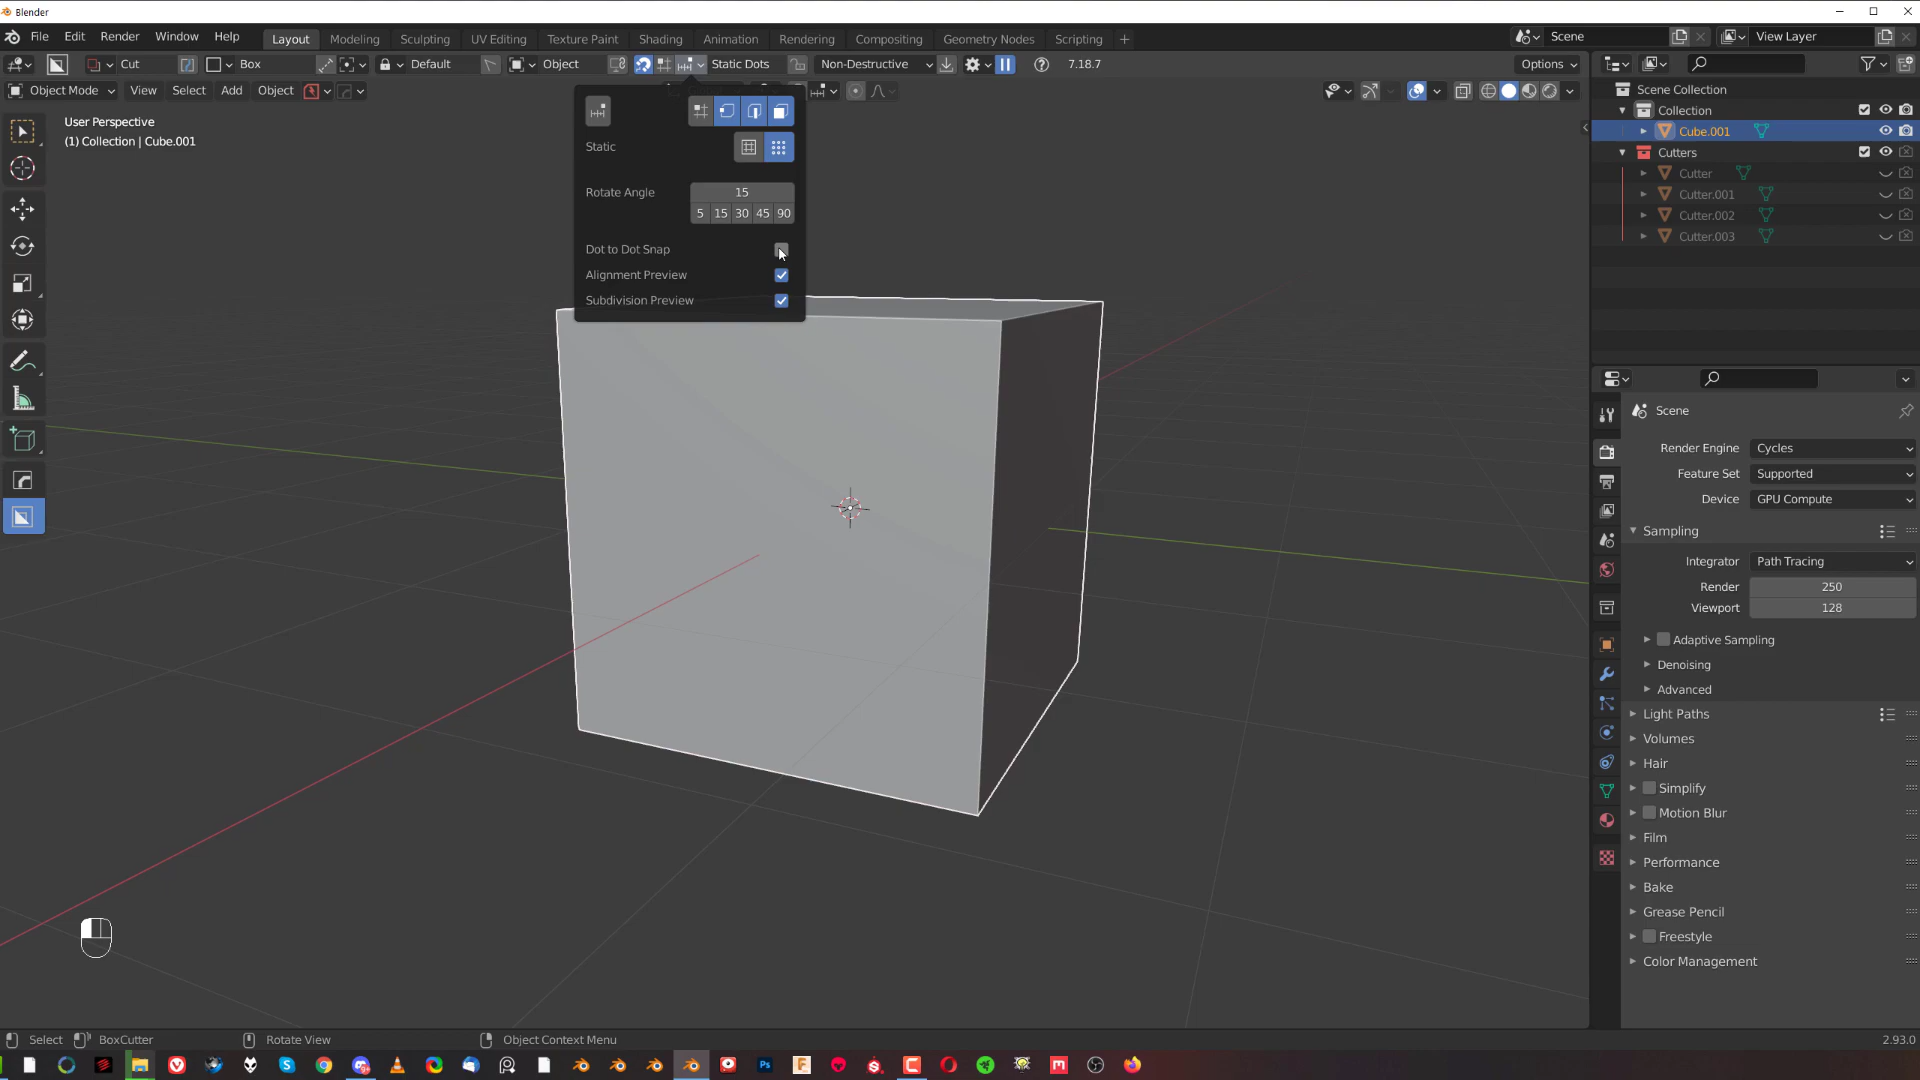 Blender
File Edit Render Window Help Layout Modeling Sculpting UV Editing Texture Paint Shading Animation Rendering Compositing Geometry Nodes Scripting + Scene View Layer
Cut Box Default Object Static Dots Non-Destructive 7.18.7 Options
Object Mode View Select Add Object
User Perspective
(1) Collection | Cube.001
Static
Rotate Angle 15
5 15 30 45 90
Dot to Dot Snap
Alignment Preview
Subdivision Preview
Scene Collection
Collection
Cube.001
Cutters
Cutter
Cutter.001
Cutter.002
Cutter.003
Scene
Render Engine Cycles
Feature Set Supported
Device GPU Compute
Sampling
Integrator Path Tracing
Render 250
Viewport 128
Adaptive Sampling
Denoising
Advanced
Light Paths
Volumes
Hair
Simplify
Motion Blur
Film
Performance
Bake
Grease Pencil
Freestyle
Color Management
Select BoxCutter Rotate View Object Context Menu 2.93.0